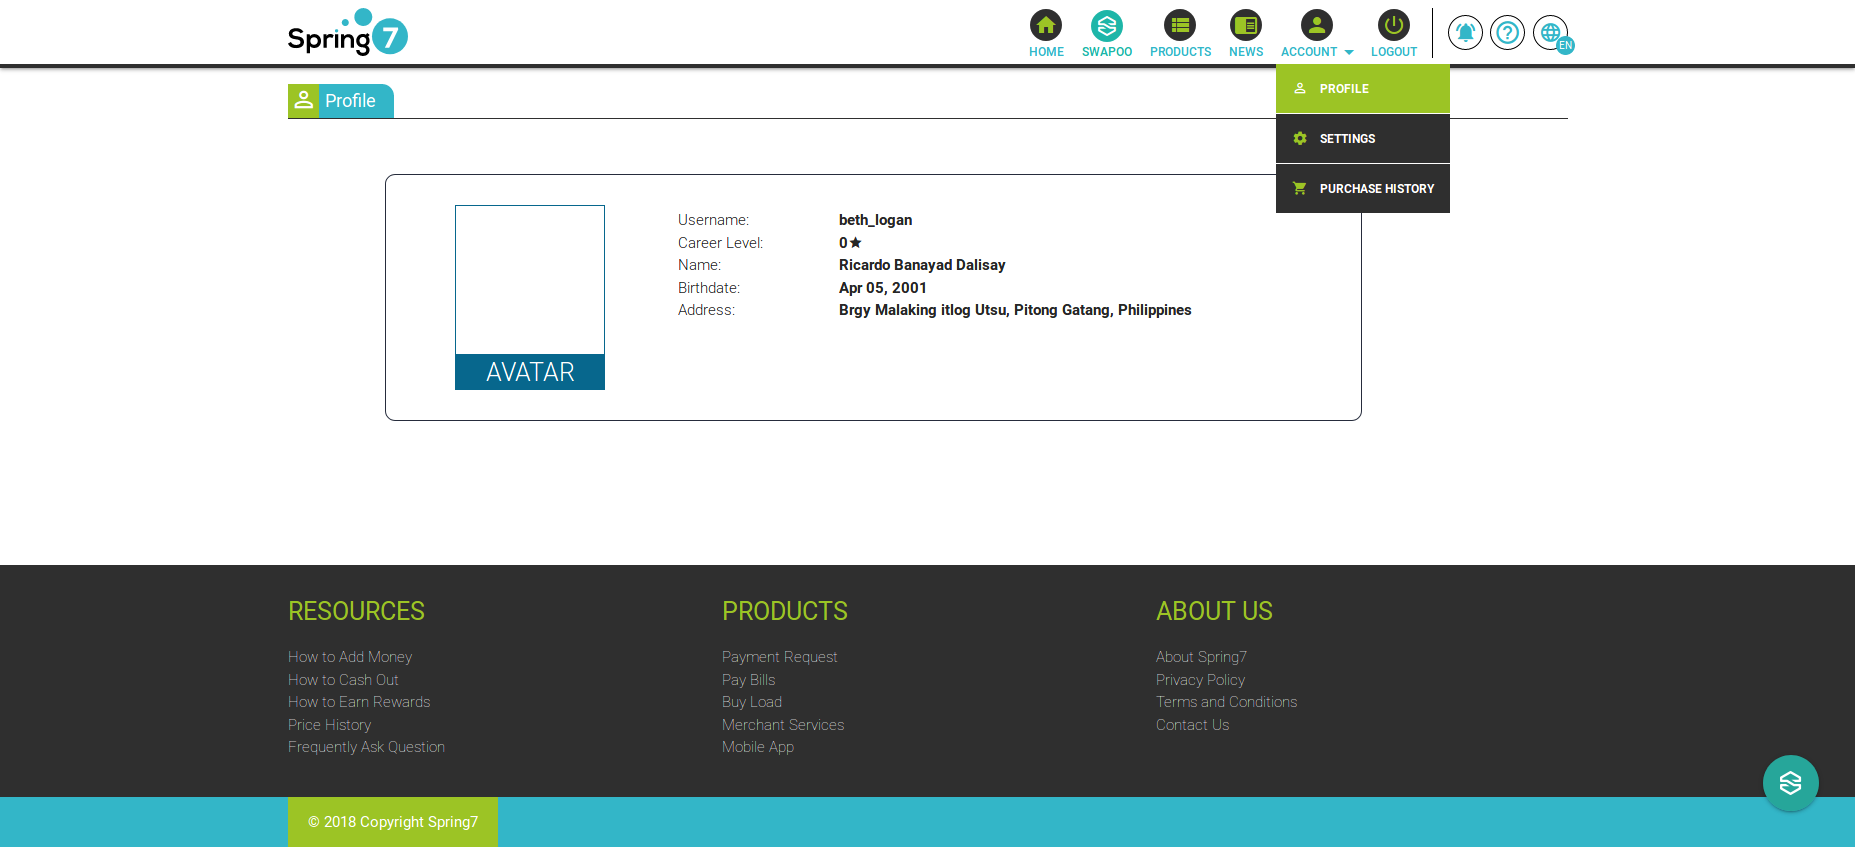 Spring7
HOME
SWAPOO
PRODUCTS
NEWS
ACCOUNT
LOGOUT
EN
PROFILE
SETTINGS
PURCHASE HISTORY
Profile
AVATAR
Username: beth_logan
Career Level: 0★
Name: Ricardo Banayad Dalisay
Birthdate: Apr 05, 2001
Address: Brgy Malaking itlog Utsu, Pitong Gatang, Philippines
RESOURCES
How to Add Money
How to Cash Out
How to Earn Rewards
Price History
Frequently Ask Question
PRODUCTS
Payment Request
Pay Bills
Buy Load
Merchant Services
Mobile App
ABOUT US
About Spring7
Privacy Policy
Terms and Conditions
Contact Us
© 2018 Copyright Spring7